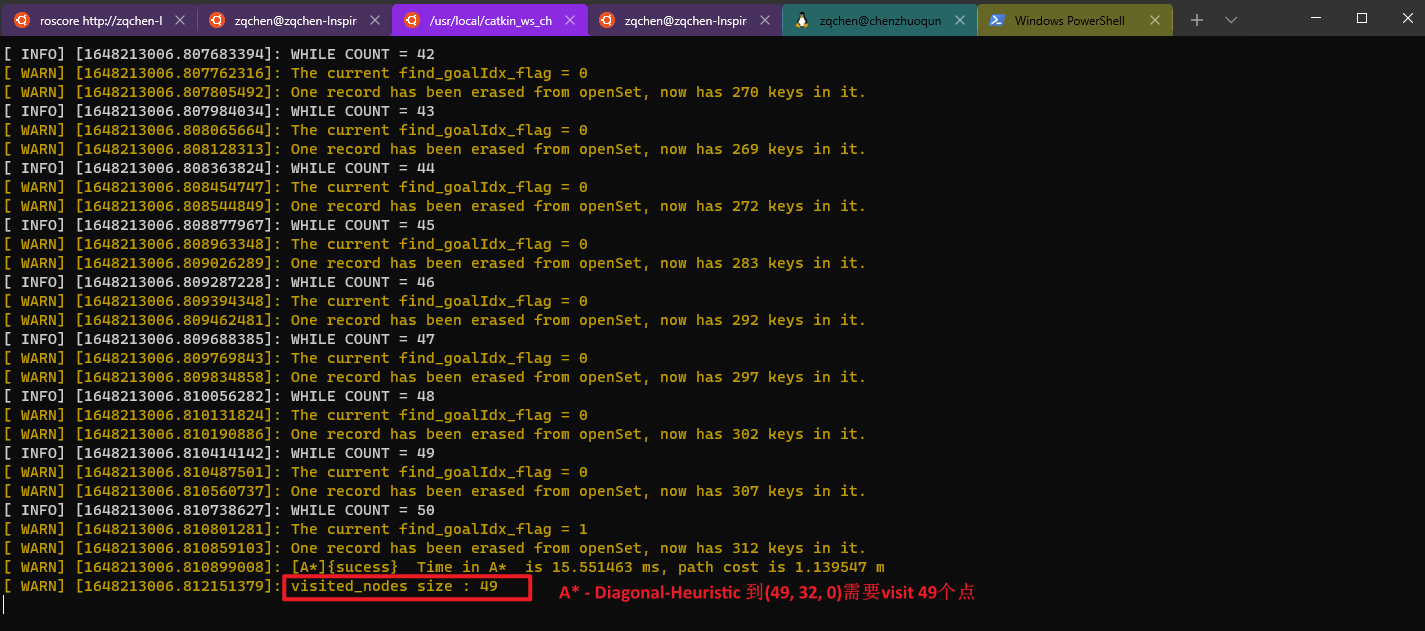 roscore http://zqchen-I
zqchen@zqchen-Inspir
/usr/local/catkin_ws_ch
zqchen@zqchen-Inspir
zqchen@chenzhuoqun
Windows PowerShell
[ INFO] [1648213006.807683394]: WHILE COUNT = 42
[ WARN] [1648213006.807762316]: The current find_goalIdx_flag = 0
[ WARN] [1648213006.807805492]: One record has been erased from openSet, now has 270 keys in it.
[ INFO] [1648213006.807984034]: WHILE COUNT = 43
[ WARN] [1648213006.808065664]: The current find_goalIdx_flag = 0
[ WARN] [1648213006.808128313]: One record has been erased from openSet, now has 269 keys in it.
[ INFO] [1648213006.808363824]: WHILE COUNT = 44
[ WARN] [1648213006.808454747]: The current find_goalIdx_flag = 0
[ WARN] [1648213006.808544849]: One record has been erased from openSet, now has 272 keys in it.
[ INFO] [1648213006.808877967]: WHILE COUNT = 45
[ WARN] [1648213006.808963348]: The current find_goalIdx_flag = 0
[ WARN] [1648213006.809026289]: One record has been erased from openSet, now has 283 keys in it.
[ INFO] [1648213006.809287228]: WHILE COUNT = 46
[ WARN] [1648213006.809394348]: The current find_goalIdx_flag = 0
[ WARN] [1648213006.809462481]: One record has been erased from openSet, now has 292 keys in it.
[ INFO] [1648213006.809688385]: WHILE COUNT = 47
[ WARN] [1648213006.809769843]: The current find_goalIdx_flag = 0
[ WARN] [1648213006.809834858]: One record has been erased from openSet, now has 297 keys in it.
[ INFO] [1648213006.810056282]: WHILE COUNT = 48
[ WARN] [1648213006.810131824]: The current find_goalIdx_flag = 0
[ WARN] [1648213006.810190886]: One record has been erased from openSet, now has 302 keys in it.
[ INFO] [1648213006.810414142]: WHILE COUNT = 49
[ WARN] [1648213006.810487501]: The current find_goalIdx_flag = 0
[ WARN] [1648213006.810560737]: One record has been erased from openSet, now has 307 keys in it.
[ INFO] [1648213006.810738627]: WHILE COUNT = 50
[ WARN] [1648213006.810801281]: The current find_goalIdx_flag = 1
[ WARN] [1648213006.810859103]: One record has been erased from openSet, now has 312 keys in it.
[ WARN] [1648213006.810899008]: [A*]{sucess}  Time in A*  is 15.551463 ms, path cost is 1.139547 m
[ WARN] [1648213006.812151379]: visited_nodes size : 49
A* - Diagonal-Heuristic 到(49, 32, 0)需要visit 49个点